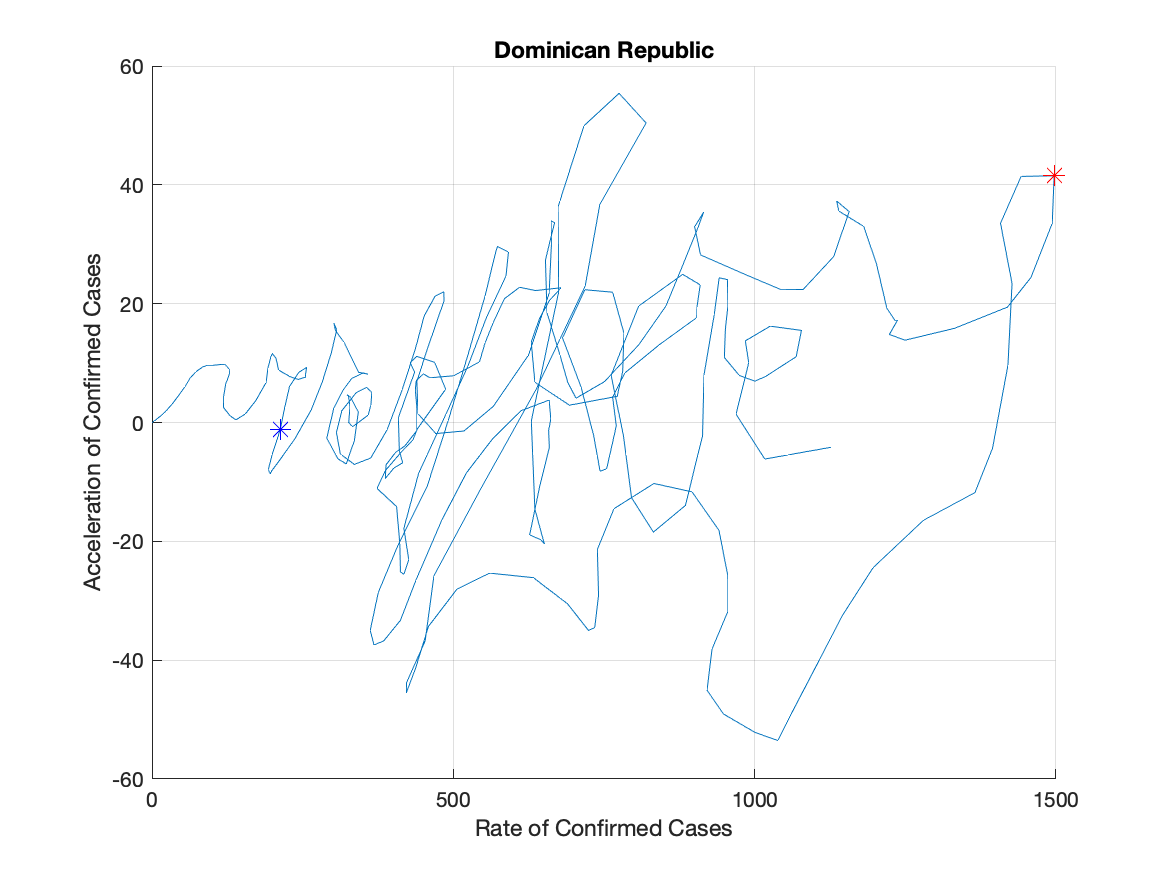 Dominican Republic
60
40
20
0
-20
-40
-60
0 500 1000 1500
Acceleration of Confirmed Cases
Rate of Confirmed Cases